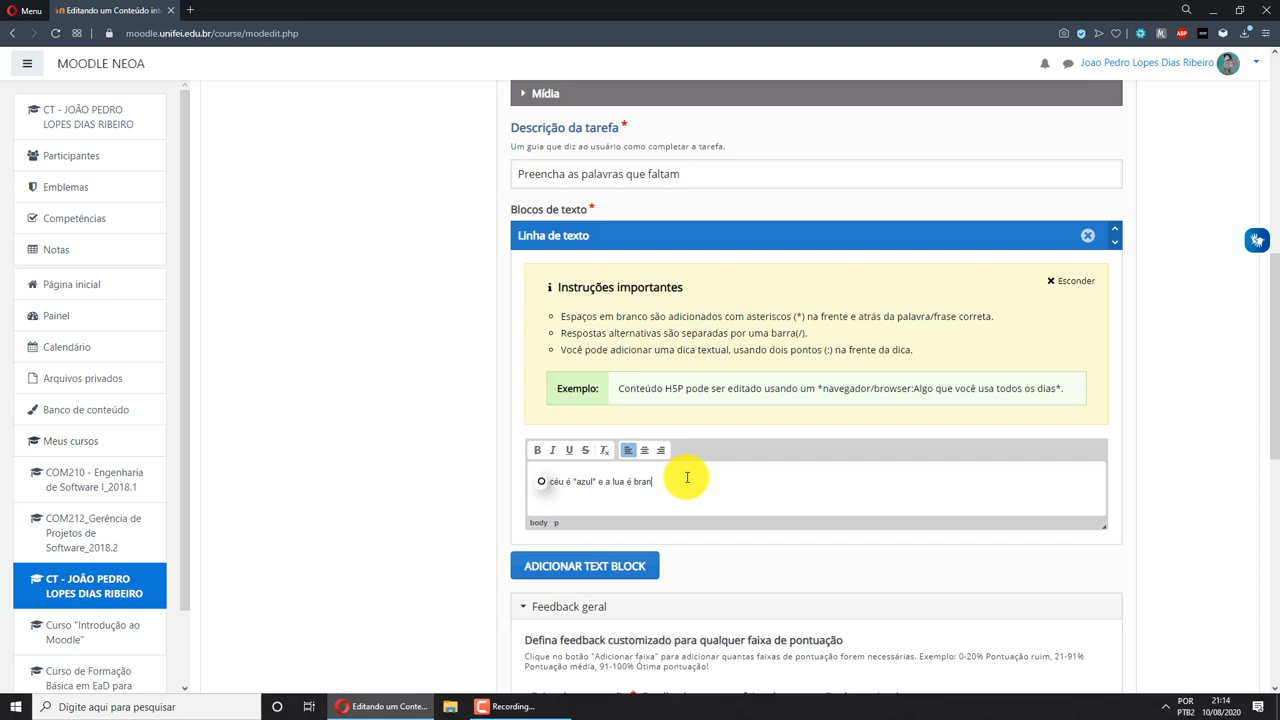 Menu
Editando um Conteúdo int
moodle.unifei.edu.br/course/modedit.php
ABP
MOODLE NEOA
Joao Pedro Lopes Dias Ribeiro
CT - JOÃO PEDRO
LOPES DIAS RIBEIRO
Participantes
Emblemas
Competências
Notas
Página inicial
Painel
Calendário
Arquivos privados
Banco de conteúdo
Meus cursos
COM210 - Engenharia
de Software I_2018.1
COM212_Gerência de
Projetos de
Software_2018.2
CT - JOÃO PEDRO
LOPES DIAS RIBEIRO
Curso "Introdução ao
Moodle"
Curso de Formação
Básica em EaD para
Mídia
Descrição da tarefa *
Um guia que diz ao usuário como completar a tarefa.
Preencha as palavras que faltam
Blocos de texto *
Linha de texto
Instruções importantes
Esconder
Espaços em branco são adicionados com asteriscos (*) na frente e atrás da palavra/frase correta.
Respostas alternativas são separadas por uma barra(/).
Você pode adicionar uma dica textual, usando dois pontos (:) na frente da dica.
Exemplo: Conteúdo H5P pode ser editado usando um *navegador/browser:Algo que você usa todos os dias*.
B I U S Tx
O céu é *azul* e a lua é bran
body p
ADICIONAR TEXT BLOCK
Feedback geral
Defina feedback customizado para qualquer faixa de pontuação
Clique no botão "Adicionar faixa" para adicionar quantas faixas de pontuação forem necessárias. Exemplo: 0-20% Pontuação ruim, 21-91%
Pontuação média, 91-100% Ótima pontuação!
Digite aqui para pesquisar
Editando um Conte...
Recording...
POR
PTB2
21:14
10/08/2020